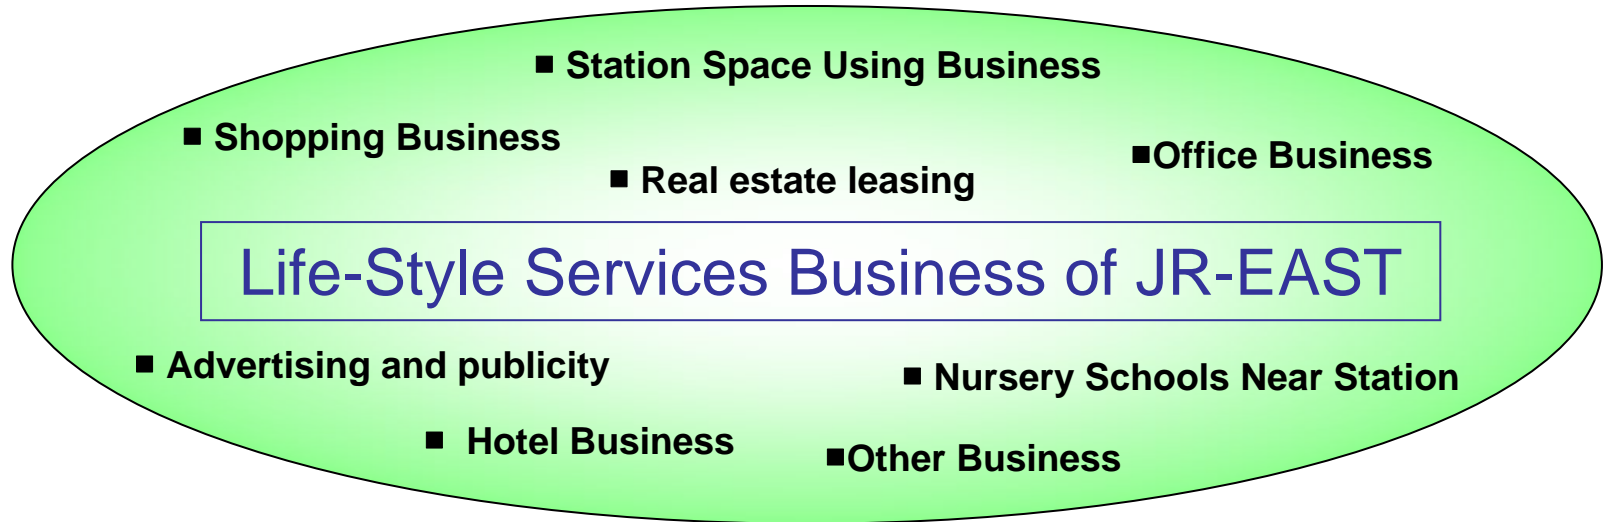 ■ Station Space Using Business
■ Shopping Business
■Office Business
■ Real estate leasing
Life-Style Services Business of JR-EAST
■ Advertising and publicity
■ Nursery Schools Near Station
■ Hotel Business
■Other Business